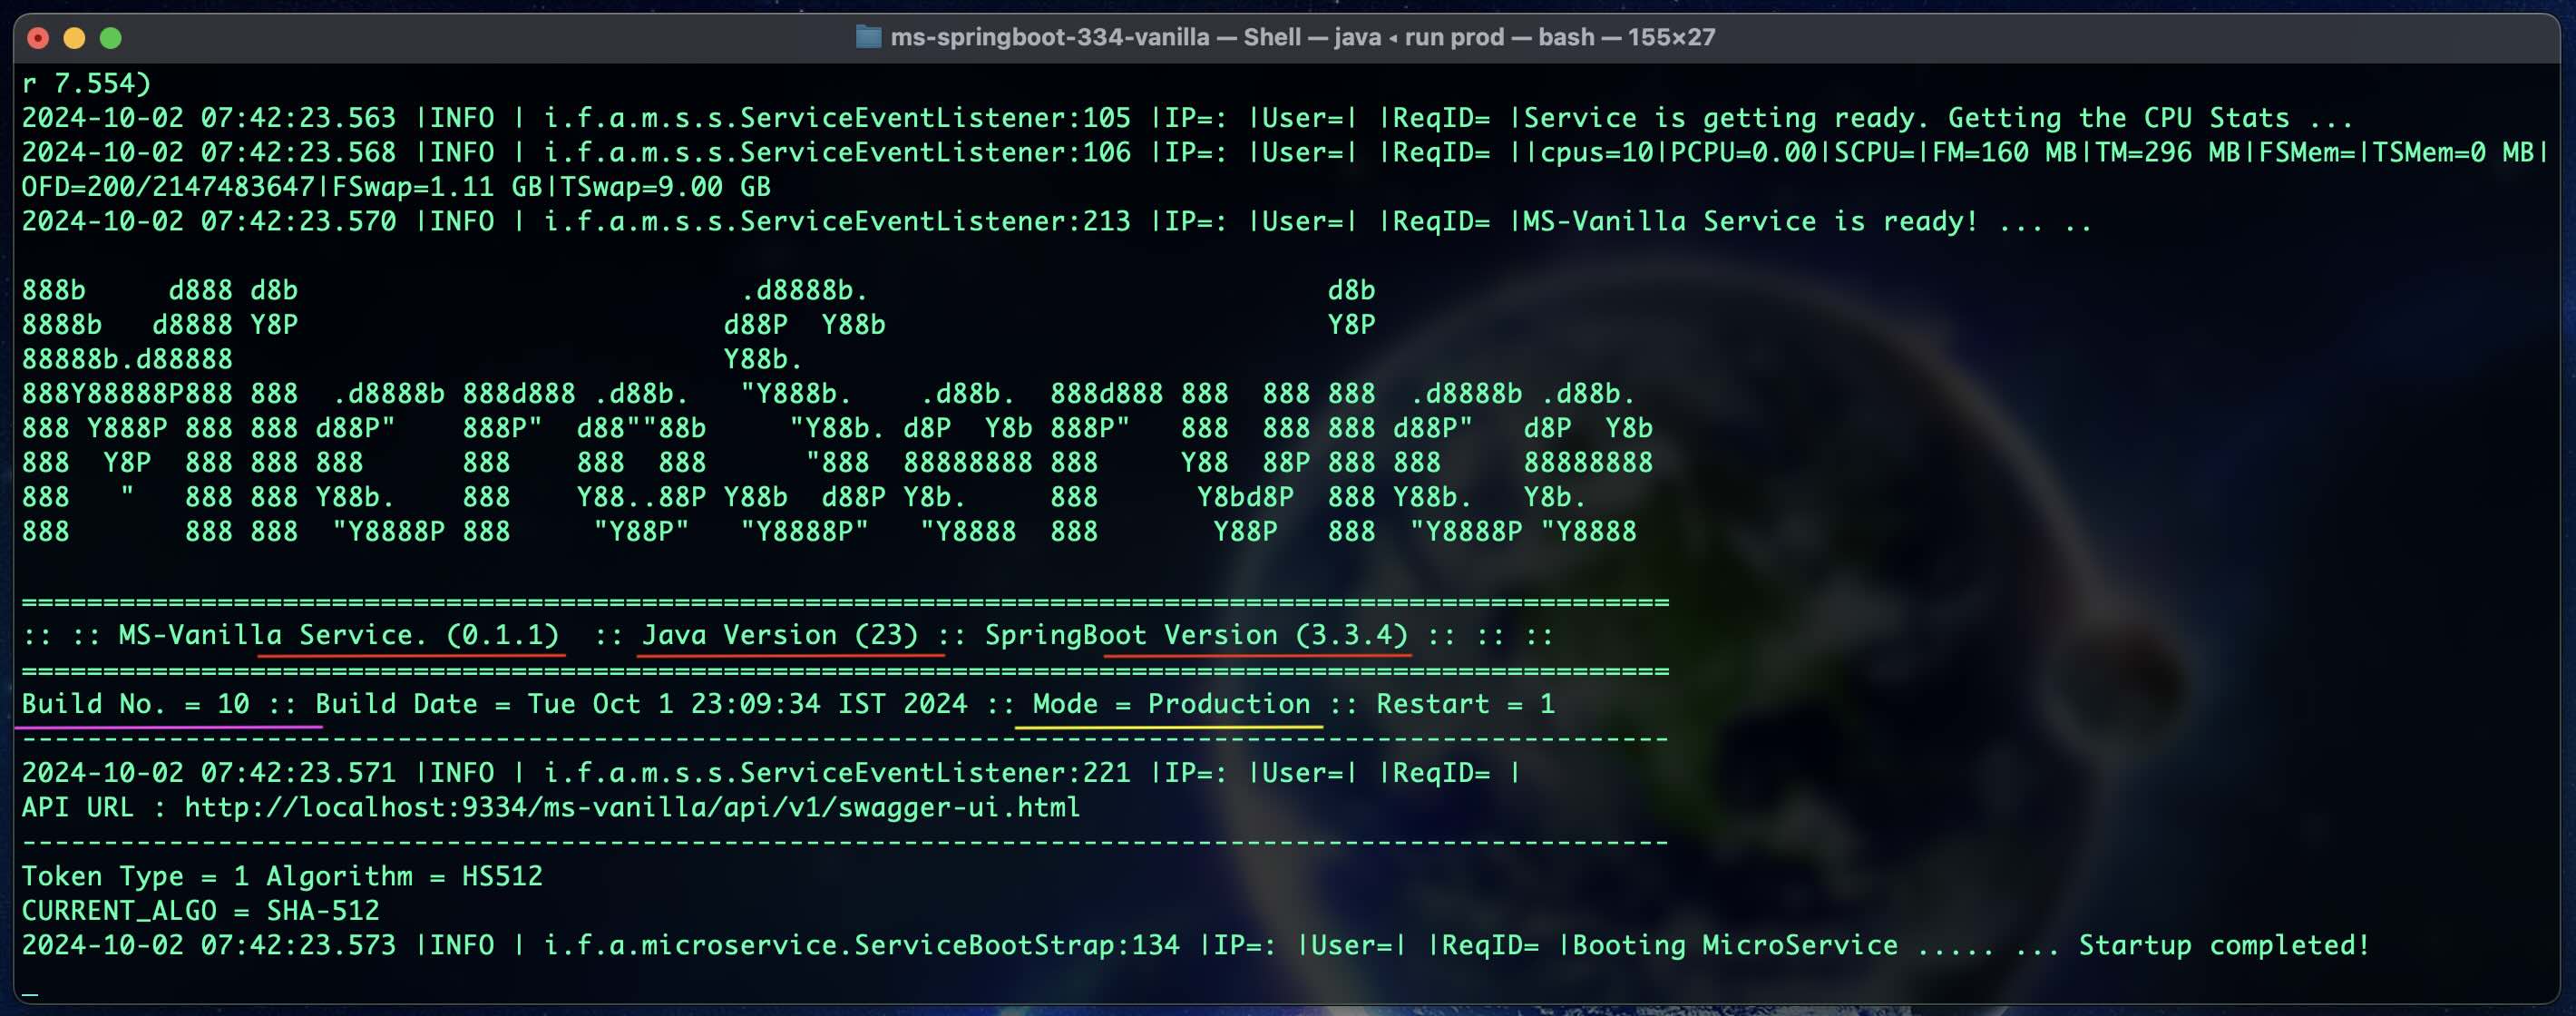 ms-springboot-334-vanilla — Shell — java ◂ run prod — bash — 155×27
r 7.554)
2024-10-02 07:42:23.563 |INFO | i.f.a.m.s.s.ServiceEventListener:105 |IP=: |User=| |ReqID= |Service is getting ready. Getting the CPU Stats ...
2024-10-02 07:42:23.568 |INFO | i.f.a.m.s.s.ServiceEventListener:106 |IP=: |User=| |ReqID= ||cpus=10|PCPU=0.00|SCPU=|FM=160 MB|TM=296 MB|FSMem=|TSMem=0 MB|
OFD=200/2147483647|FSwap=1.11 GB|TSwap=9.00 GB
2024-10-02 07:42:23.570 |INFO | i.f.a.m.s.s.ServiceEventListener:213 |IP=: |User=| |ReqID= |MS-Vanilla Service is ready! ... ..
888b     d888 d8b                           .d8888b.                            d8b
8888b   d8888 Y8P                          d88P  Y88b                           Y8P
88888b.d88888                              Y88b.
888Y88888P888 888  .d8888b 888d888 .d88b.   "Y888b.    .d88b.  888d888 888  888 888  .d8888b .d88b.
888 Y888P 888 888 d88P"    888P"  d88""88b     "Y88b. d8P  Y8b 888P"   888  888 888 d88P"   d8P  Y8b
888  Y8P  888 888 888      888    888  888      "888  88888888 888     Y88  88P 888 888     88888888
888   "   888 888 Y88b.    888    Y88..88P Y88b  d88P Y8b.     888      Y8bd8P  888 Y88b.   Y8b.
888       888 888  "Y8888P 888     "Y88P"   "Y8888P"   "Y8888  888       Y88P   888  "Y8888P "Y8888
=====================================================================================================
:: :: MS-Vanilla Service. (0.1.1)  :: Java Version (23) :: SpringBoot Version (3.3.4) :: :: ::
=====================================================================================================
Build No. = 10 :: Build Date = Tue Oct 1 23:09:34 IST 2024 :: Mode = Production :: Restart = 1
-----------------------------------------------------------------------------------------------------
2024-10-02 07:42:23.571 |INFO | i.f.a.m.s.s.ServiceEventListener:221 |IP=: |User=| |ReqID= |
API URL : http://localhost:9334/ms-vanilla/api/v1/swagger-ui.html
-----------------------------------------------------------------------------------------------------
Token Type = 1 Algorithm = HS512
CURRENT_ALGO = SHA-512
2024-10-02 07:42:23.573 |INFO | i.f.a.microservice.ServiceBootStrap:134 |IP=: |User=| |ReqID= |Booting MicroService ..... ... Startup completed!